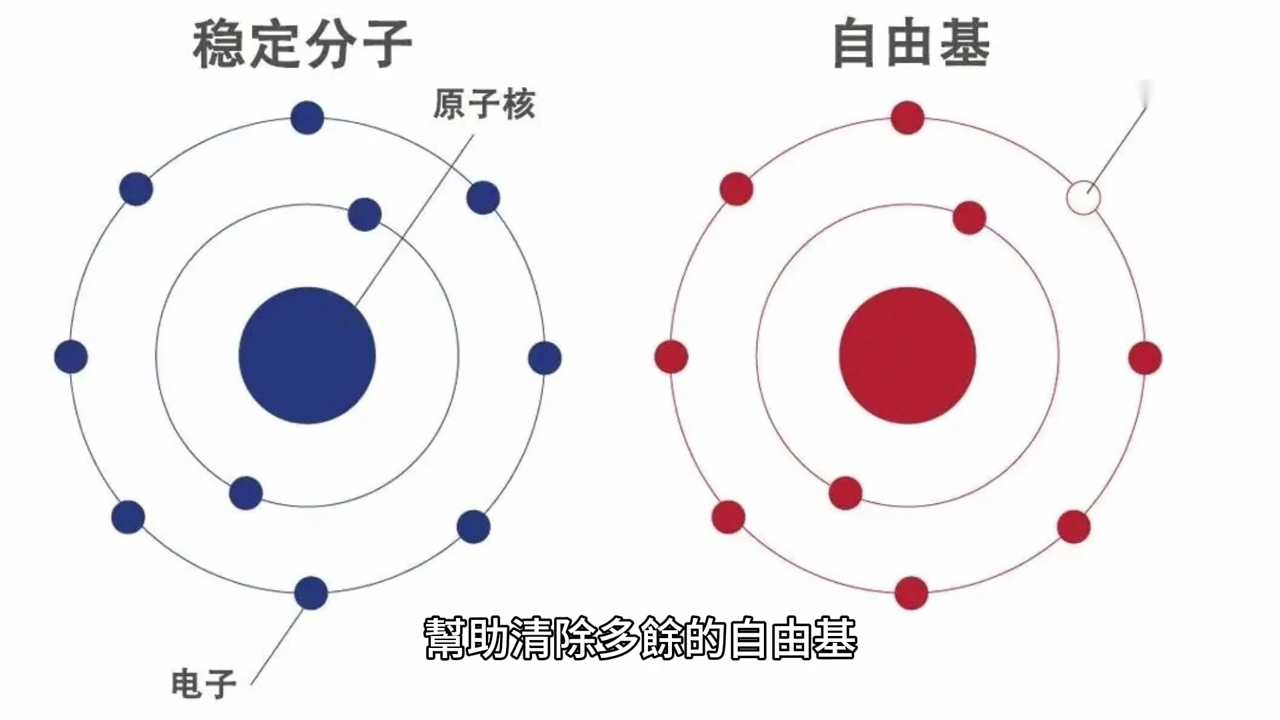 稳定分子
自由基
原子核
幫助清除多餘的自由基
电子